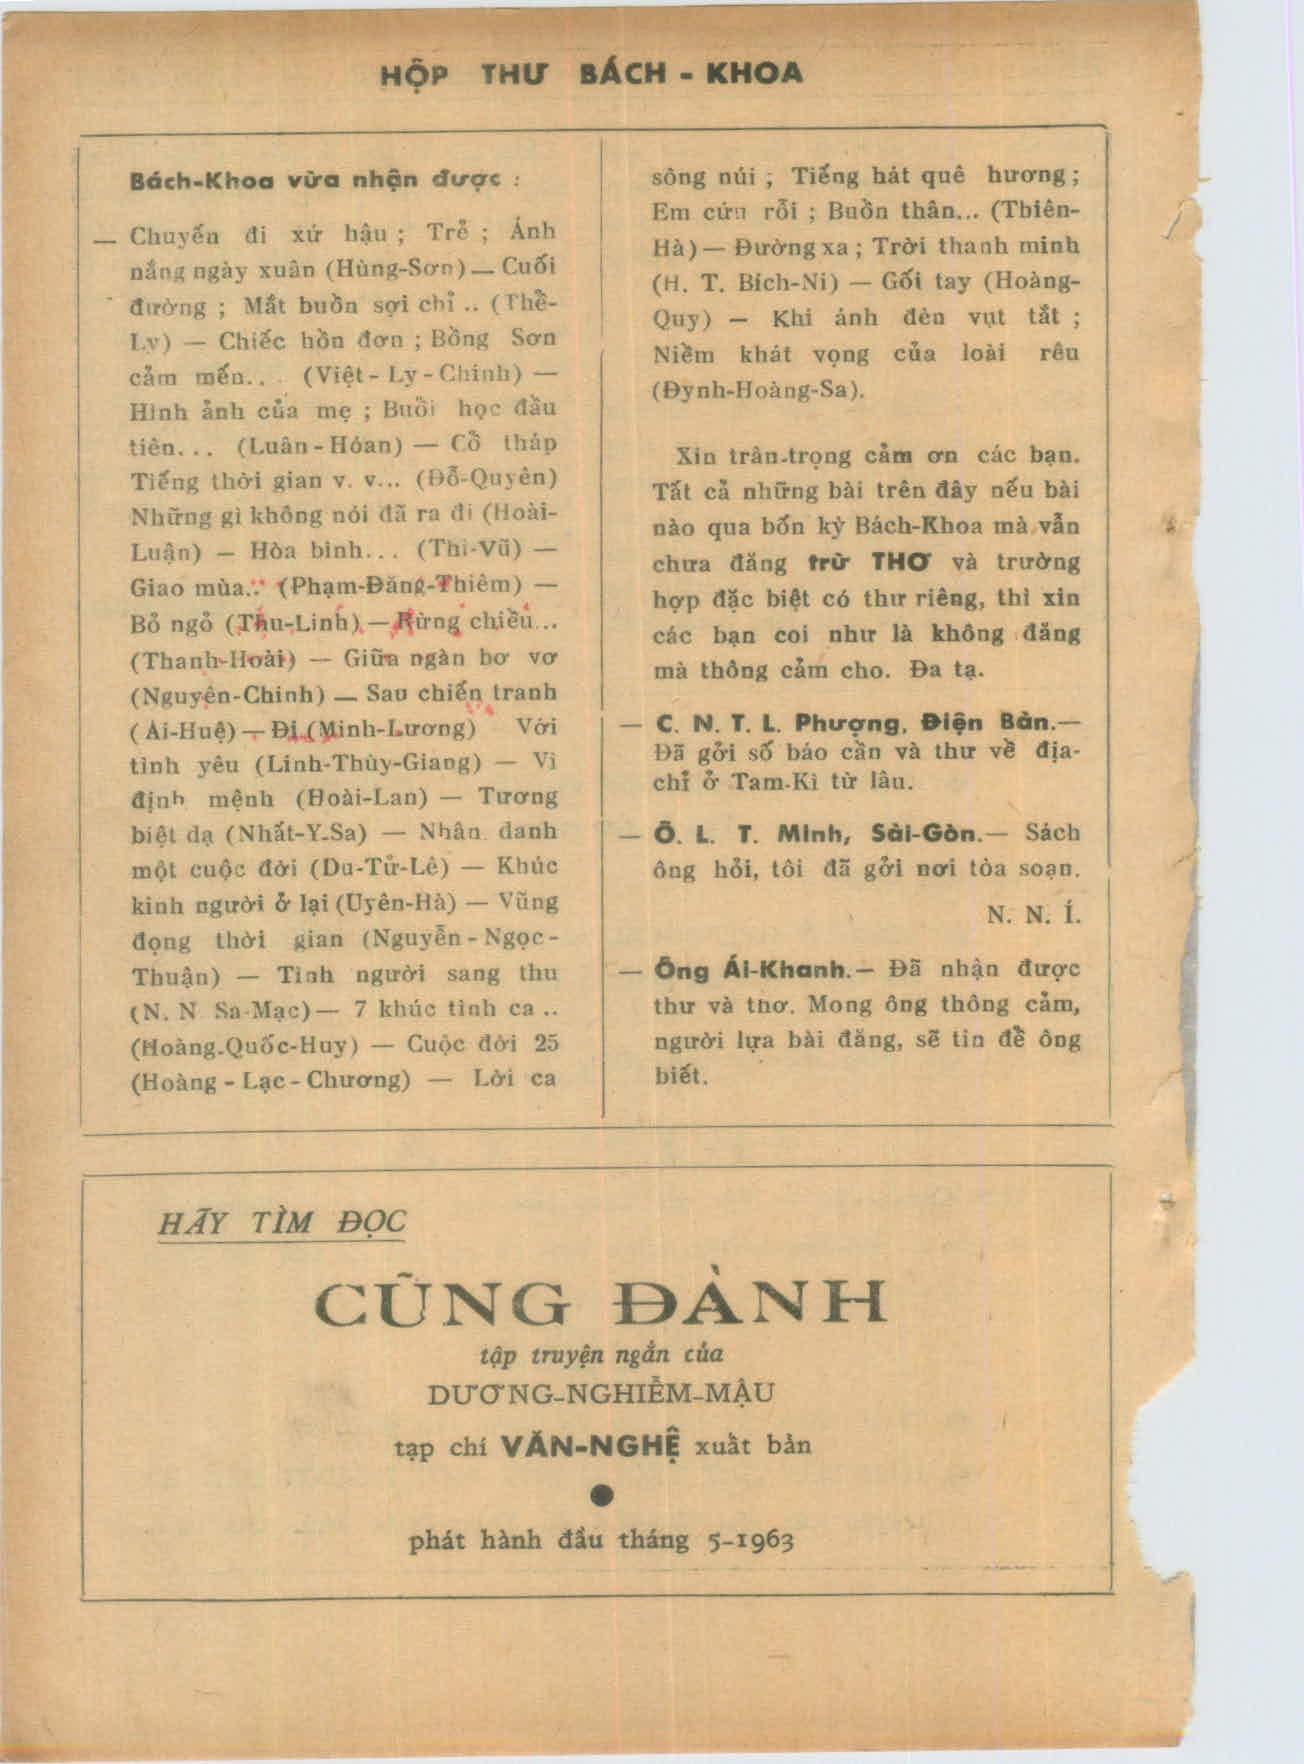 HỘP THƯ BÁCH - KHOA
Bách-Khoa vừa nhận được :
— Chuyến đi xứ hậu ; Trẻ ; Ánh
nắng ngày xuân (Hùng-Sơn) — Cuối
đường ; Mắt buồn sợi chỉ .. (Thề-
Ly) — Chiếc hồn đơn ; Bồng Sơn
cảm mến.. . (Việt - Ly - Chinh) —
Hình ảnh của mẹ ; Buổi học đầu
tiên... (Luân - Hóan) — Cỗ tháp
Tiếng thời gian v. v... (Đỗ-Quyên)
Những gì không nói đã ra đi (Hoài-
Luận) — Hòa bình... (Thi-Vũ) —
Giao mùa.. (Phạm-Đăng-Thiêm) —
Bỏ ngỏ (Thu-Linh) — Rừng chiều...
(Thanh-Hoài) — Giữa ngàn bơ vơ
(Nguyên-Chinh) — Sau chiến tranh
(Ái-Huệ) — Đi (Minh-Lương) Với
tình yêu (Linh-Thùy-Giang) — Vì
định mệnh (Hoài-Lan) — Tương
biệt dạ (Nhất-Y-Sa) — Nhân danh
một cuộc đời (Du-Tử-Lê) — Khúc
kinh người ở lại (Uyên-Hà) — Vũng
đọng thời gian (Nguyễn - Ngọc -
Thuận) — Tình người sang thu
(N. N Sa-Mạc) — 7 khúc tình ca ..
(Hoàng-Quốc-Huy) — Cuộc đời 25
(Hoàng - Lạc - Chương) — Lời ca
sông núi ; Tiếng hát quê hương ;
Em cứu rỗi ; Buồn thân... (Thiên-
Hà) — Đường xa ; Trời thanh minh
(H. T. Bích-Ni) — Gối tay (Hoàng-
Quy) — Khi ánh đèn vụt tắt ;
Niềm khát vọng của loài rêu
(Đynh-Hoàng-Sa).
Xin trân-trọng cảm ơn các bạn.
Tất cả những bài trên đây nếu bài
nào qua bốn kỳ Bách-Khoa mà vẫn
chưa đăng trừ THƠ và trường
hợp đặc biệt có thư riêng, thì xin
các bạn coi như là không đăng
mà thông cảm cho. Đa tạ.
— C. N. T. L. Phượng, Điện Bàn.—
Đã gởi số báo cần và thư về địa-
chỉ ở Tam-Kì từ lâu.
— Ô. L. T. Minh, Sài-Gòn.— Sách
ông hỏi, tôi đã gởi nơi tòa soạn.
N. N. Í.
— Ông Ái-Khanh.— Đã nhận được
thư và thơ. Mong ông thông cảm,
người lựa bài đăng, sẽ tin để ông
biết.
HÃY TÌM ĐỌC
CŨNG ĐÀNH
tập truyện ngắn của
DƯƠNG-NGHIỄM-MẬU
tạp chí VĂN-NGHỆ xuất bản
phát hành đầu tháng 5-1963